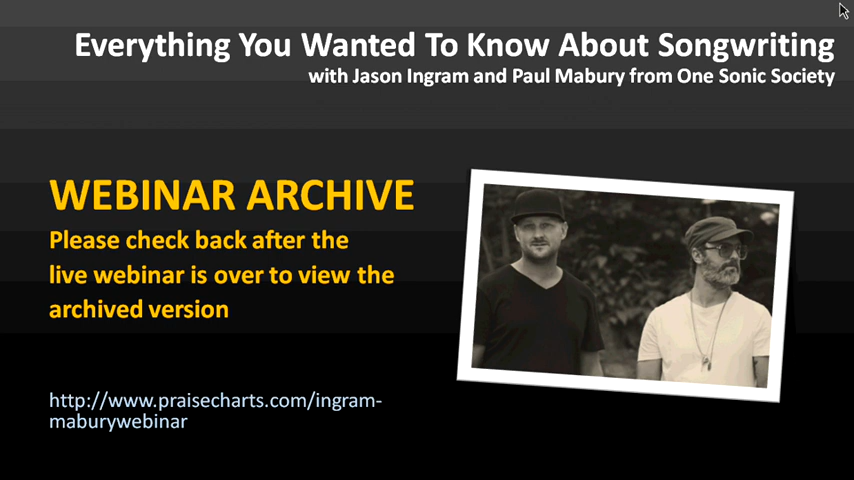 Everything You Wanted To Know About Songwriting
with Jason Ingram and Paul Mabury from One Sonic Society
WEBINAR ARCHIVE
Please check back after the
live webinar is over to view the
archived version
http://www.praisecharts.com/ingram-
maburywebinar